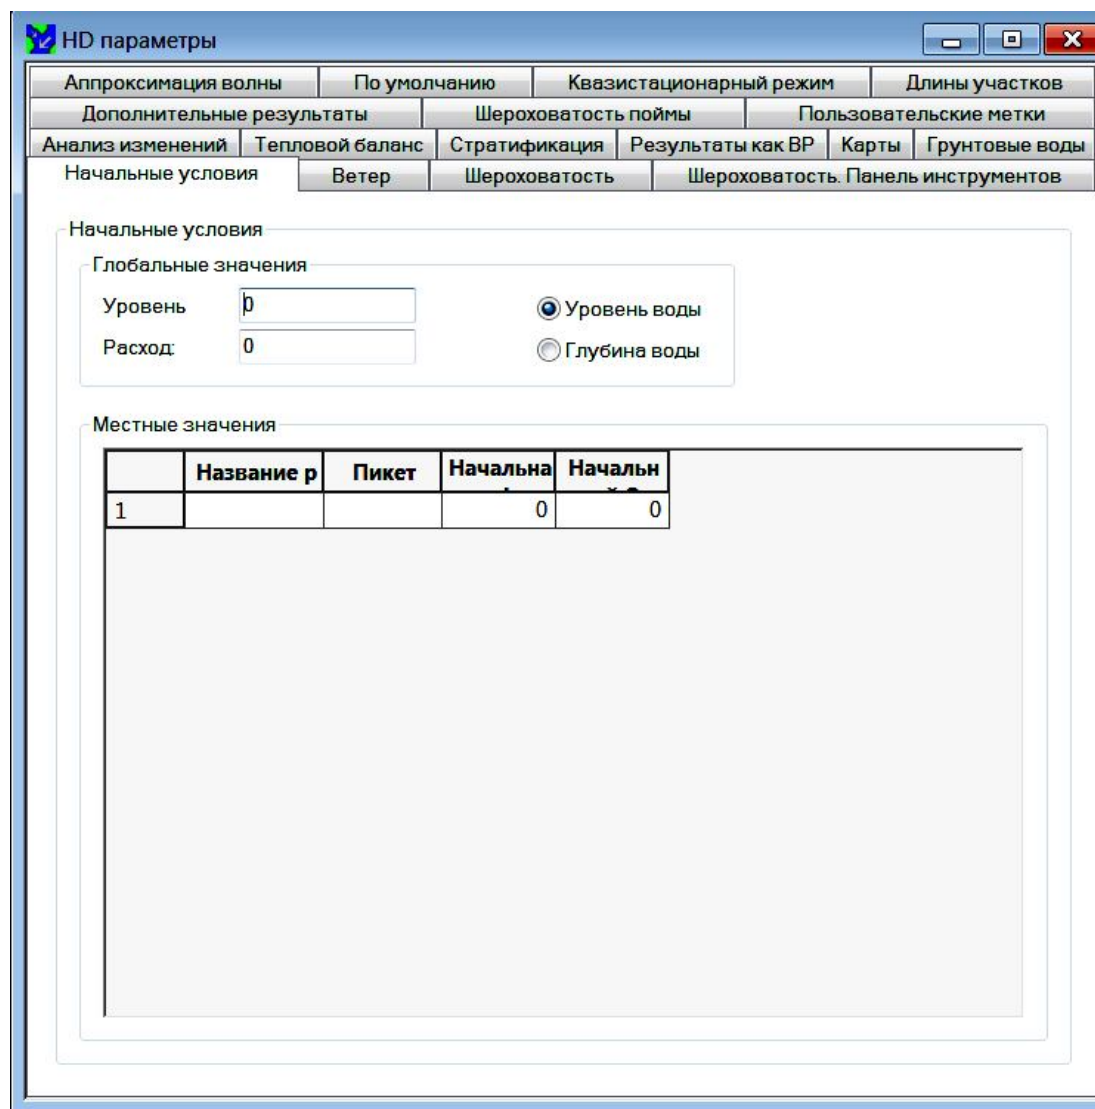 HD параметры
Аппроксимация волны По умолчанию Квазистационарный режим Длины участков
Дополнительные результаты Шероховатость поймы Пользовательские метки
Анализ изменений Тепловой баланс Стратификация Результаты как ВР Карты Грунтовые воды
Начальные условия Ветер Шероховатость Шероховатость. Панель инструментов
Начальные условия
Глобальные значения
Уровень 0 Уровень воды
Расход: 0 Глубина воды
Местные значения
Название р Пикет Начальна Начальн
1 0 0